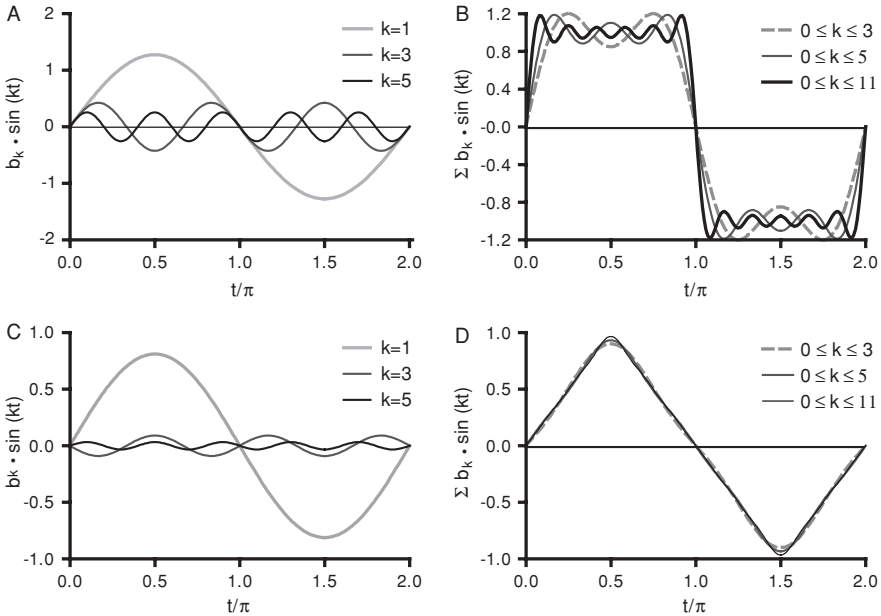 A
2
1
0
-1
-2
b_k • sin (kt)
0.0 0.5 1.0 1.5 2.0
t/π
k=1
k=3
k=5
B
1.2
0.8
0.4
-0.0
-0.4
-0.8
-1.2
Σ b_k • sin (kt)
0.0 0.5 1.0 1.5 2.0
t/π
0 ≤ k ≤ 3
0 ≤ k ≤ 5
0 ≤ k ≤ 11
C
1.0
0.5
0.0
-0.5
-1.0
b^k • sin (kt)
0.0 0.5 1.0 1.5 2.0
t/π
k=1
k=3
k=5
D
1.0
0.5
0.0
-0.5
-1.0
Σ b_k • sin (kt)
0.0 0.5 1.0 1.5 2.0
t/π
0 ≤ k ≤ 3
0 ≤ k ≤ 5
0 ≤ k ≤ 11